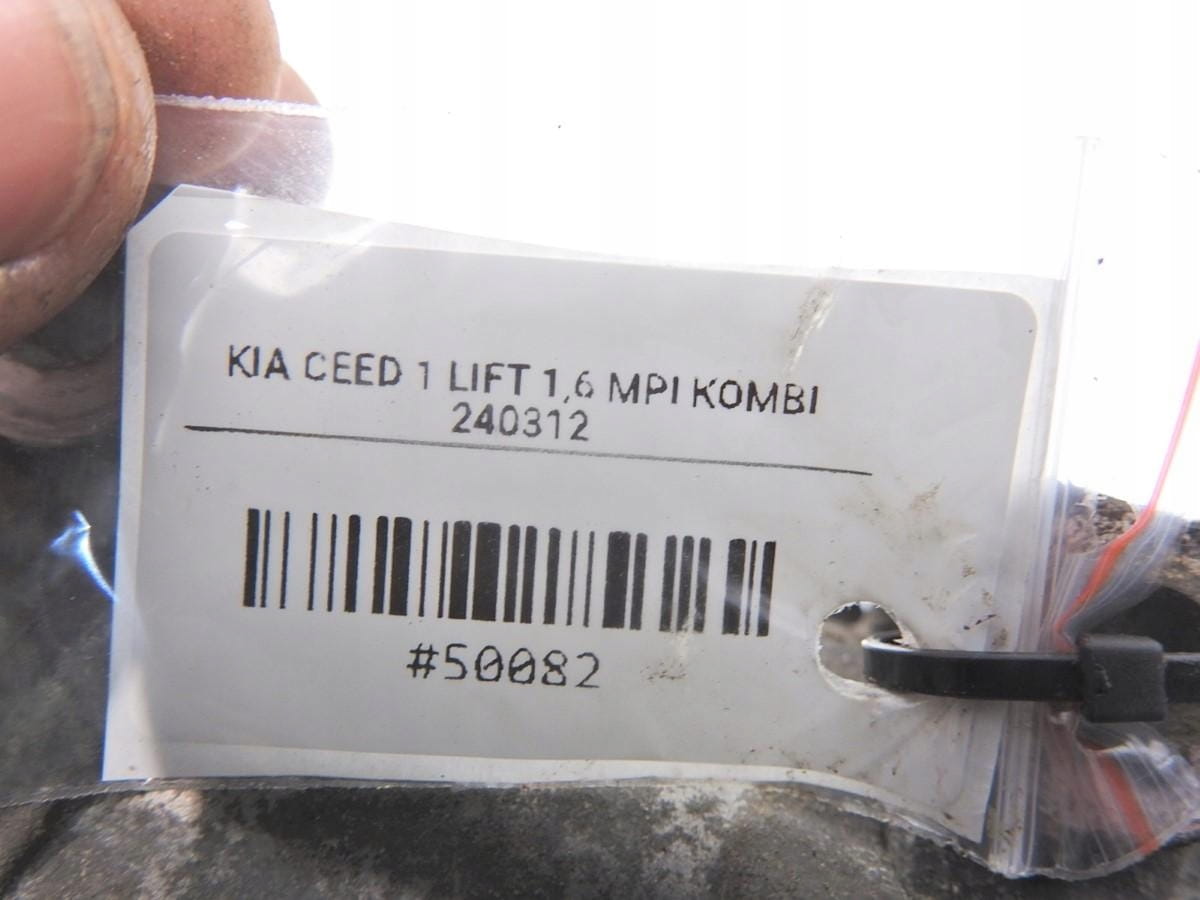 KIA CEED 1 LIFT 1,6 MPI KOMBI
240312
#50082